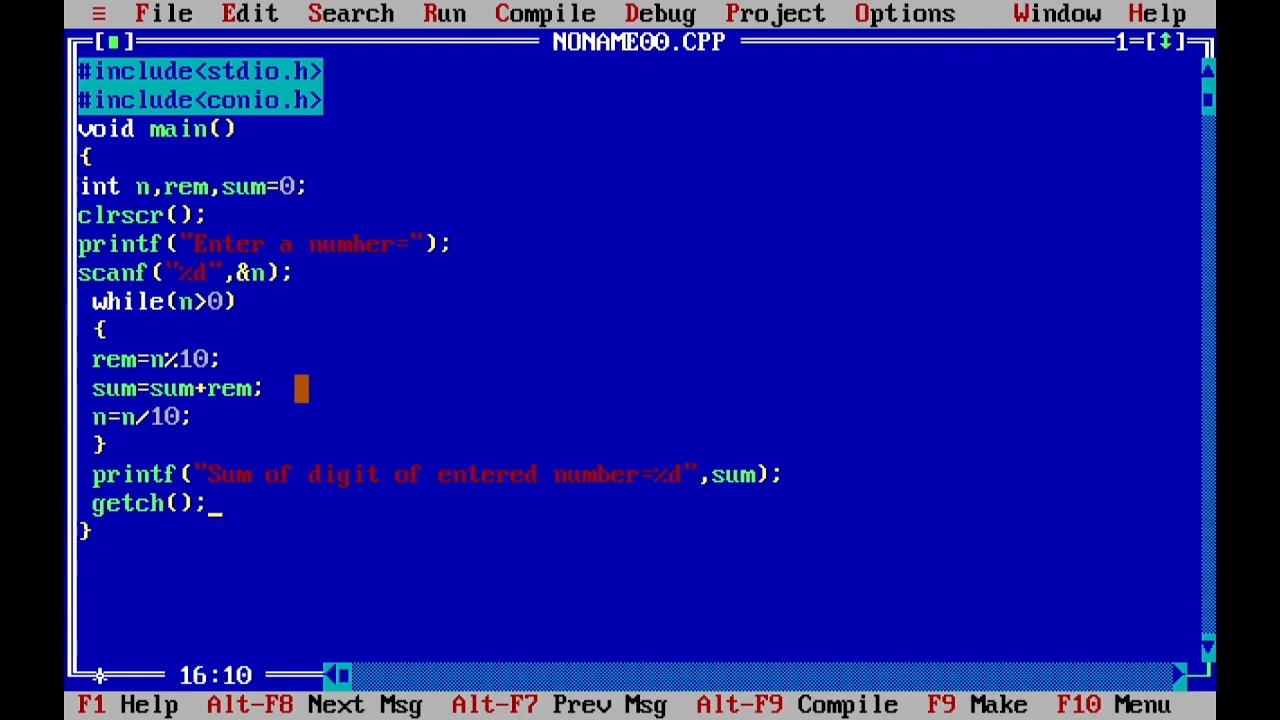 ≡ File Edit Search Run Compile Debug Project Options Window Help
[■] NONAME00.CPP 1=[↕]
#include<stdio.h>
#include<conio.h>
void main()
{
int n,rem,sum=0;
clrscr();
printf("Enter a number=");
scanf("%d",&n);
while(n>0)
{
rem=n%10;
sum=sum+rem;
n=n/10;
}
printf("Sum of digit of entered number=%d",sum);
getch();
}
16:10
F1 Help Alt-F8 Next Msg Alt-F7 Prev Msg Alt-F9 Compile F9 Make F10 Menu